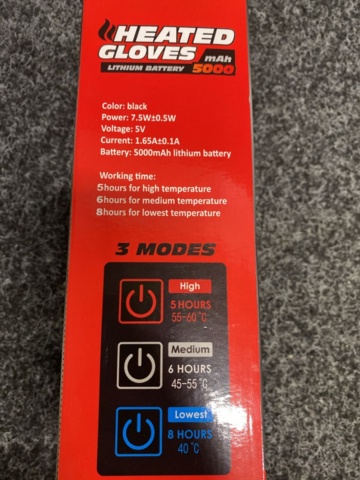 HEATED
GLOVES mAh
LITHIUM BATTERY 5000
Color: black
Power: 7.5W±0.5W
Voltage: 5V
Current: 1.65A±0.1A
Battery: 5000mAh lithium battery
Working time:
5hours for high temperature
6hours for medium temperature
8hours for lowest temperature
3 MODES
High
5 HOURS
55-60°C
Medium
6 HOURS
45-55°C
Lowest
8 HOURS
40°C